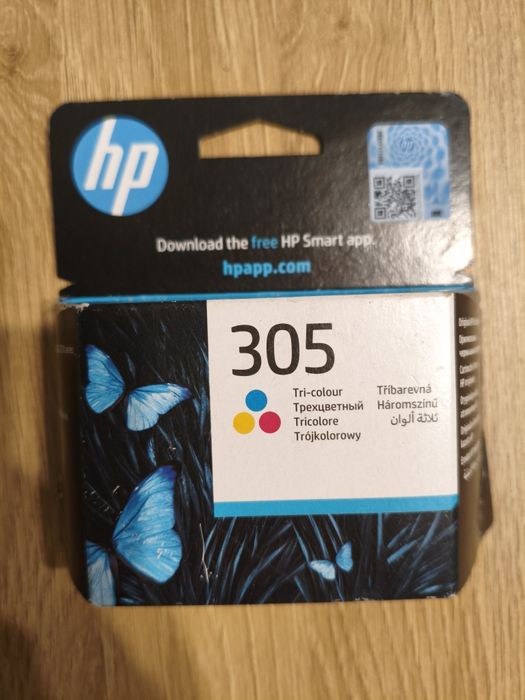 hp
Download the free HP Smart app.
hpapp.com
305
Tri-colour
Трехцветный
Tricolore
Trójkolorowy
Tříbarevná
Háromszínű
ثلاثة ألوان